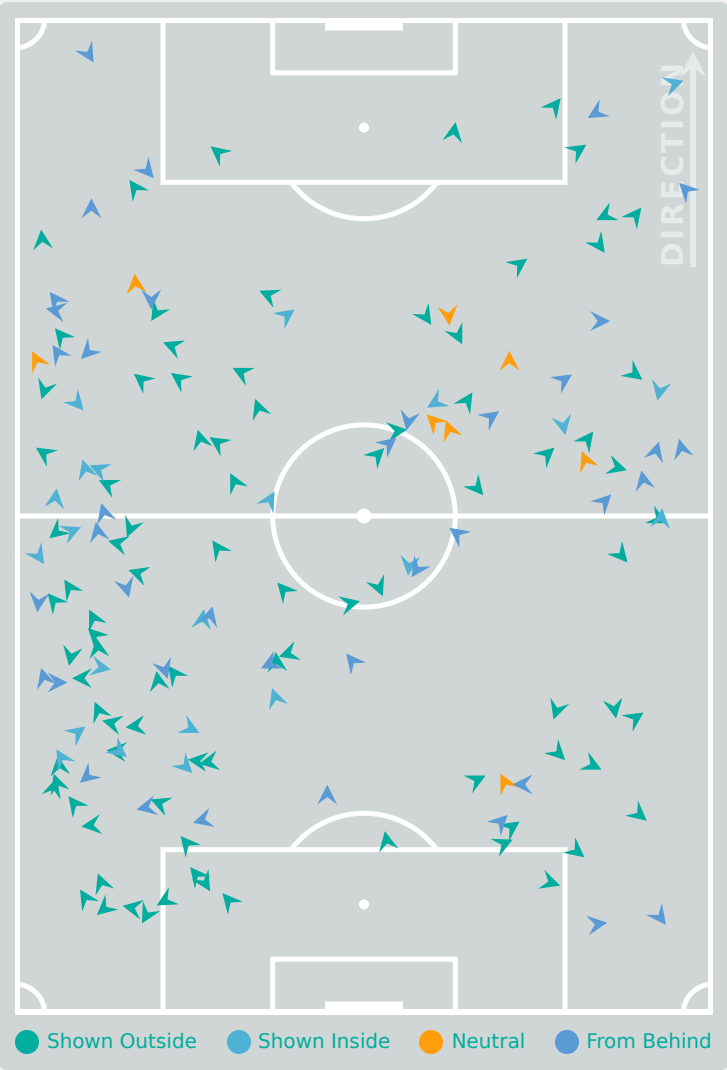 DIRECTION
Shown Outside
Shown Inside
Neutral
From Behind